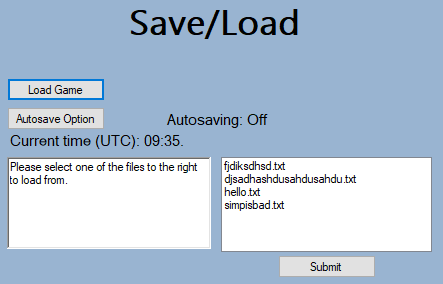 Save/Load
Load Game
Autosave Option
Autosaving: Off
Current time (UTC): 09:35.
Please select one of the files to the right
to load from.
fjdiksdhsd.txt
djsadhashdusahdusahdu.txt
hello.txt
simpisbad.txt
Submit